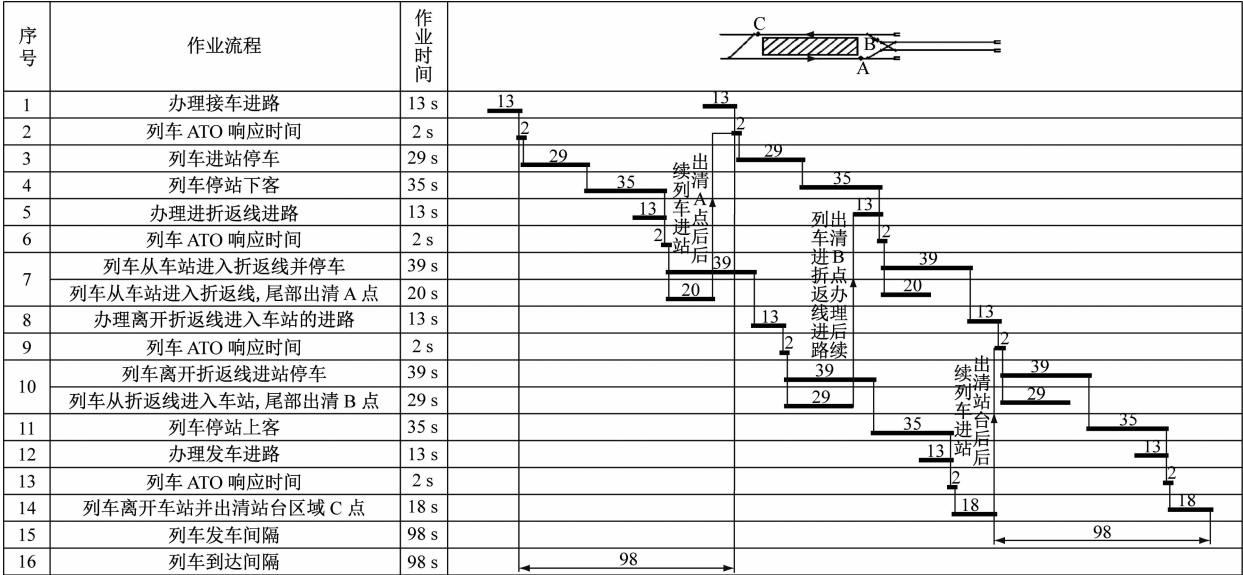 序号 作业流程 作业时间
C
B
A
1 办理接车进路 13 s 13 13
2 列车 ATO 响应时间 2 s 2 2
3 列车进站停车 29 s 29 29
4 列车停站下客 35 s 35 35
5 办理进折返线进路 13 s 13 13
6 列车 ATO 响应时间 2 s 2 2
7 列车从车站进入折返线并停车 39 s 39 39
列车从车站进入折返线,尾部出清 A 点 20 s 20 20
8 办理离开折返线进入车站的进路 13 s 13 13
9 列车 ATO 响应时间 2 s 2 2
10 列车离开折返线进站停车 39 s 39 39
列车从折返线进入车站,尾部出清 B 点 29 s 29 29
11 列车停站上客 35 s 35 35
12 办理发车进路 13 s 13 13
13 列车 ATO 响应时间 2 s 2 2
14 列车离开车站并出清站台区域 C 点 18 s 18 18
15 列车发车间隔 98 s 98
16 列车到达间隔 98 s 98
出清A点后后
续列车进站
出清B点办理后续
列车进折返线进路
出清站台后后
续列车进站